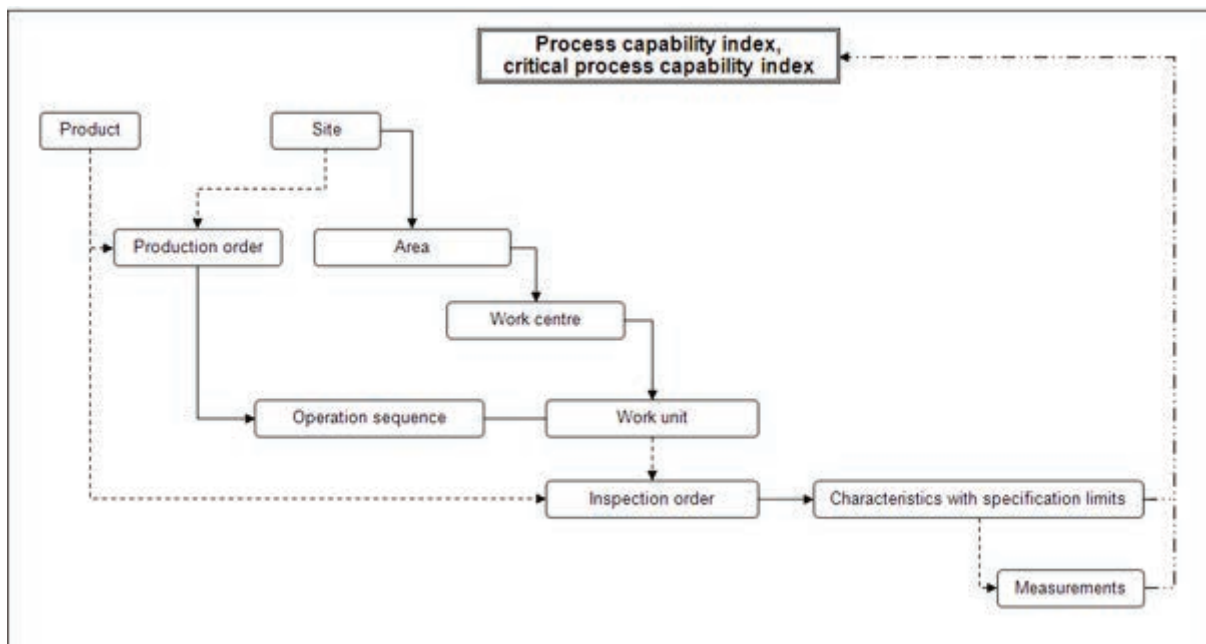 Process capability index,
critical process capability index
Product
Site
Production order
Area
Work centre
Operation sequence
Work unit
Inspection order
Characteristics with specification limits
Measurements